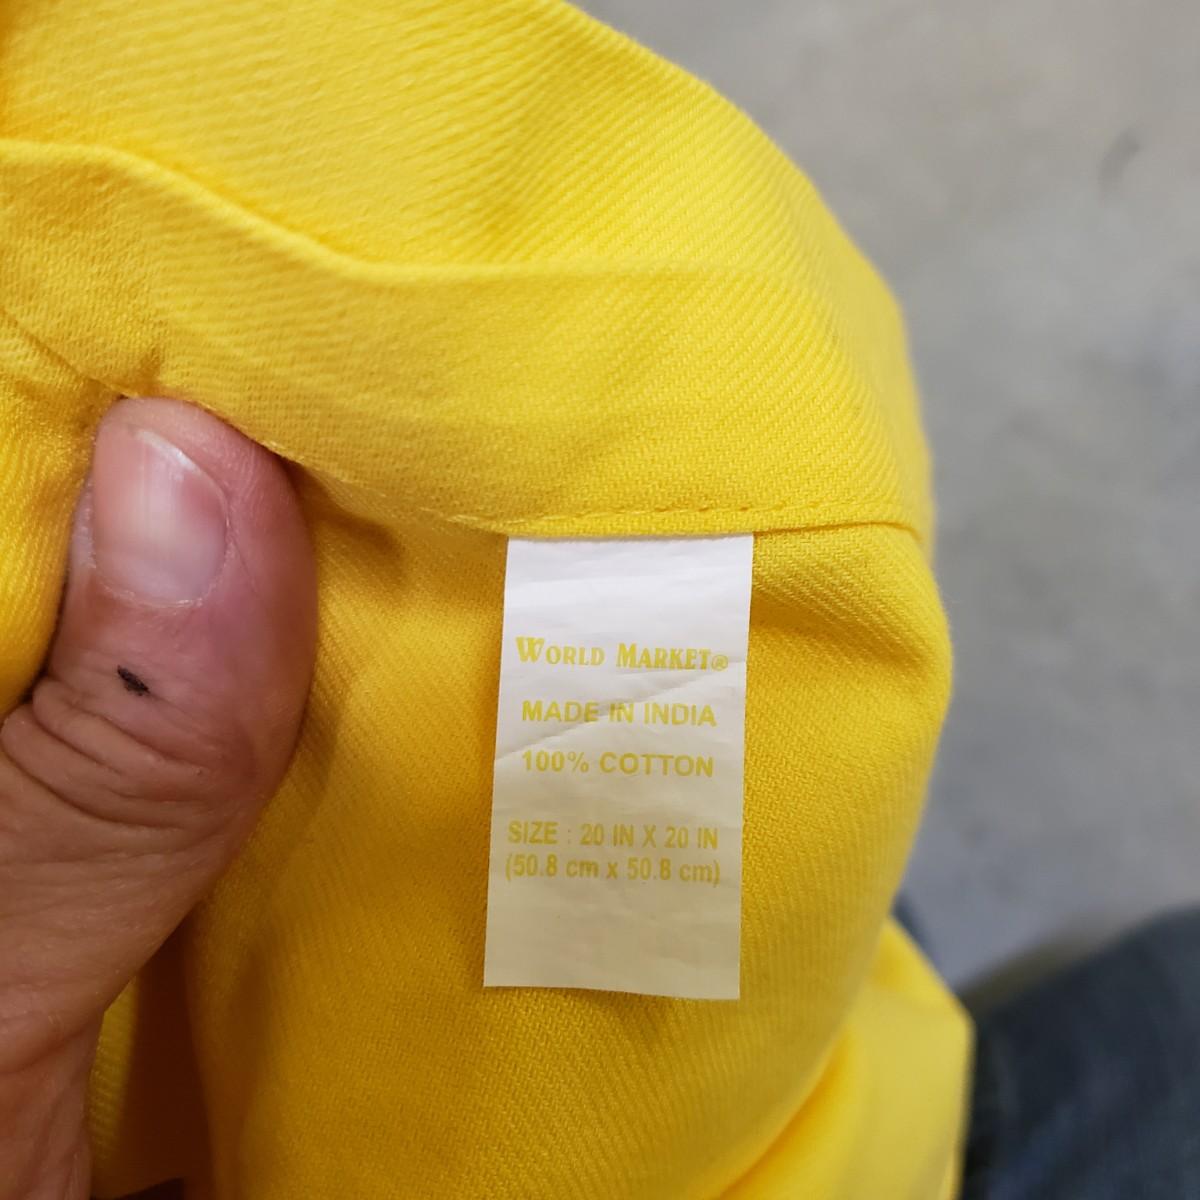 WORLD MARKET®
MADE IN INDIA
100% COTTON
SIZE : 20 IN X 20 IN
(50.8 cm x 50.8 cm)